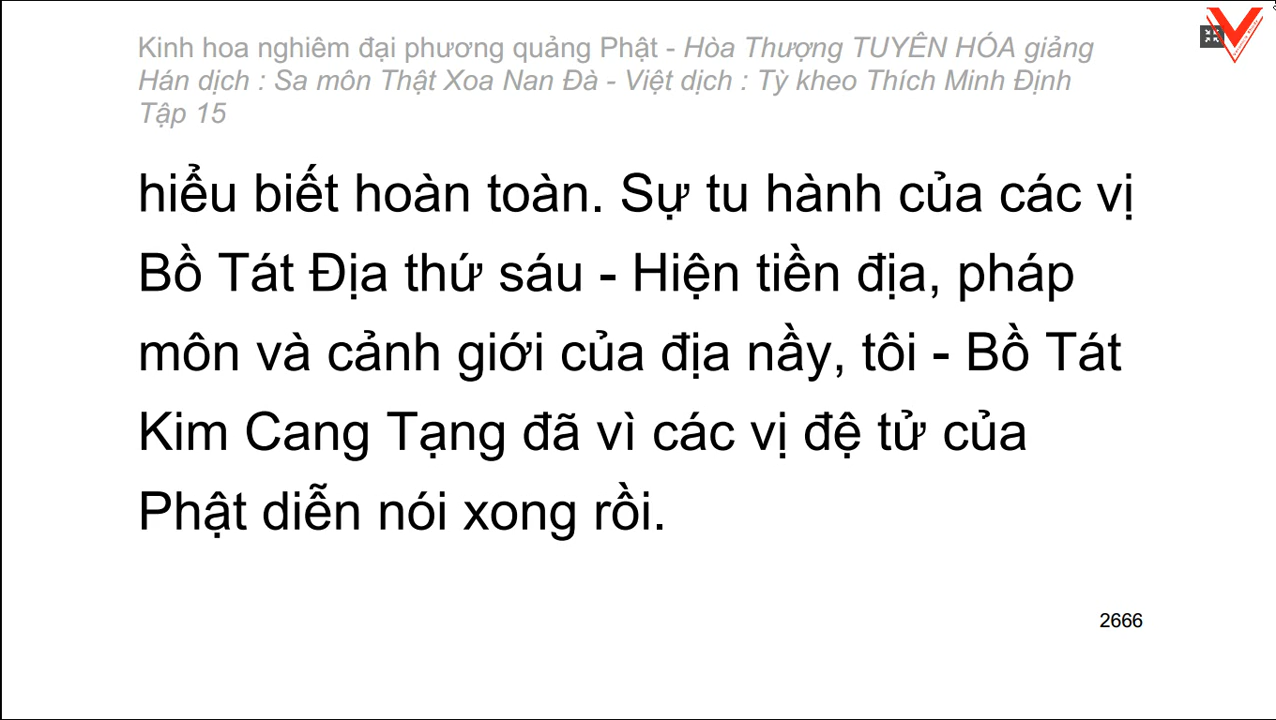 Kinh hoa nghiêm đại phương quảng Phật - Hòa Thượng TUYÊN HÓA giảng
Hán dịch : Sa môn Thật Xoa Nan Đà - Việt dịch : Tỳ kheo Thích Minh Định
Tập 15
hiểu biết hoàn toàn. Sự tu hành của các vị
Bồ Tát Địa thứ sáu - Hiện tiền địa, pháp
môn và cảnh giới của địa nầy, tôi - Bồ Tát
Kim Cang Tạng đã vì các vị đệ tử của
Phật diễn nói xong rồi.
2666